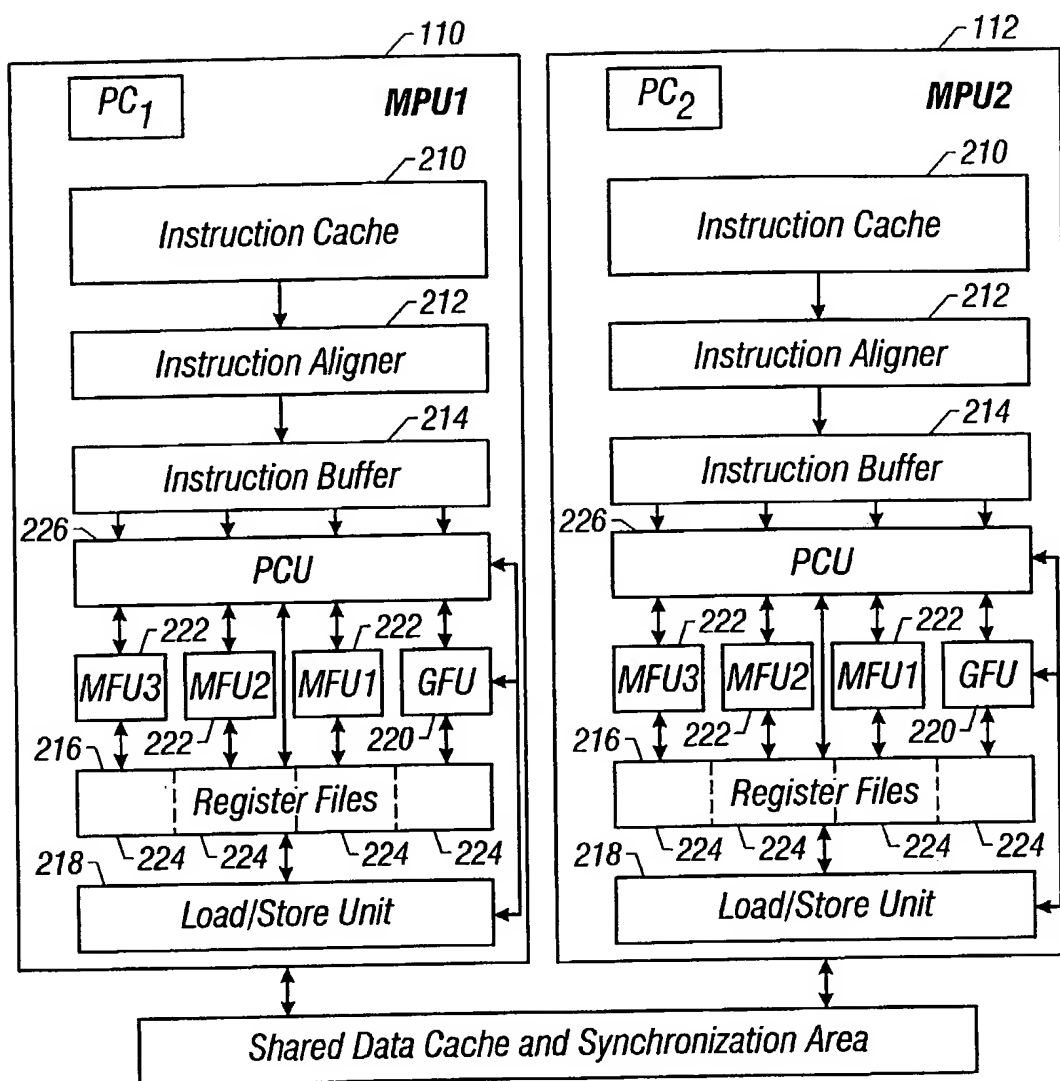 110
112
PC1
MPU1
PC2
MPU2
210
210
Instruction Cache
Instruction Cache
212
212
Instruction Aligner
Instruction Aligner
214
214
Instruction Buffer
Instruction Buffer
226
226
PCU
PCU
222
222
222
222
MFU3
MFU2
MFU1
GFU
MFU3
MFU2
MFU1
GFU
216
222
220
216
222
220
Register Files
Register Files
218
224
224
224
224
218
224
224
224
224
Load/Store Unit
Load/Store Unit
Shared Data Cache and Synchronization Area